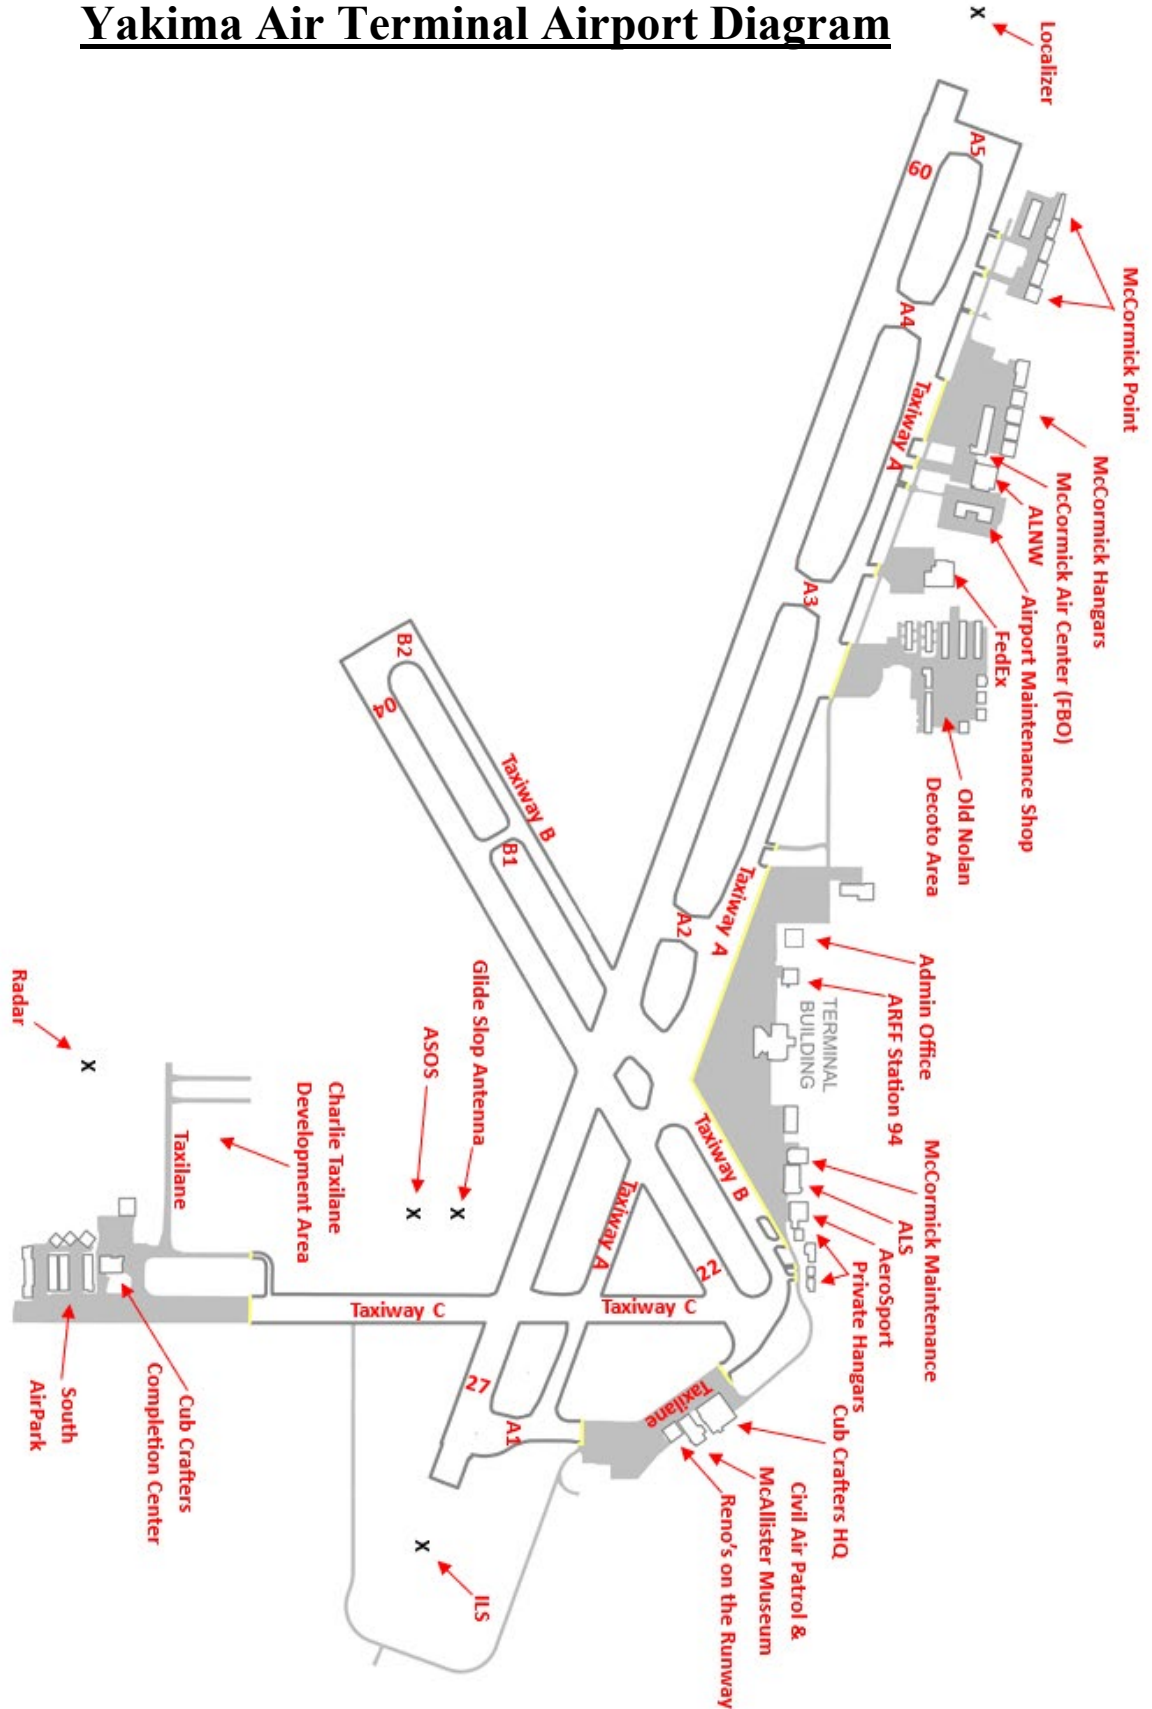 Yakima Air Terminal Airport Diagram
Localizer
A5
09
McCormick Point
A4
Taxiway A
McCormick Hangars
McCormick Air Center (FBO)
ALNW
Airport Maintenance Shop
FedEx
A3
Old Nolan
Decoto Area
B2
04
Taxiway B
B1
Taxiway A
A2
Admin Office
ARFF Station 94
TERMINAL
BUILDING
Glide Slop Antenna
ASOS
Radar
X
X
X
X
X
Charlie Taxilane
Development Area
Taxilane
Taxiway B
Taxiway A
22
McCormick Maintenance
ALS
AeroSport
Private Hangars
Taxiway C
Taxiway C
27
A1
Taxilane
Cub Crafters HQ
Civil Air Patrol &
McAllister Museum
Reno's on the Runway
Cub Crafters
Completion Center
South
AirPark
ILS